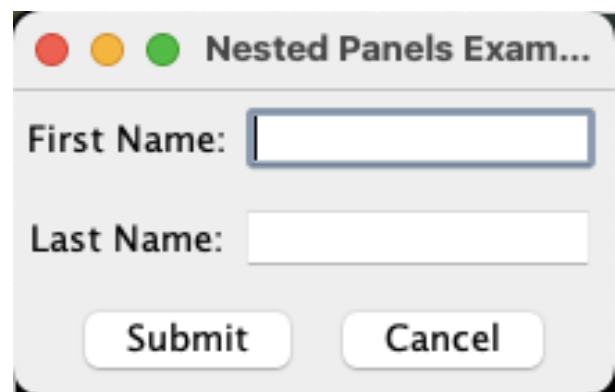 Nested Panels Exam...
First Name:
Last Name:
Submit Cancel